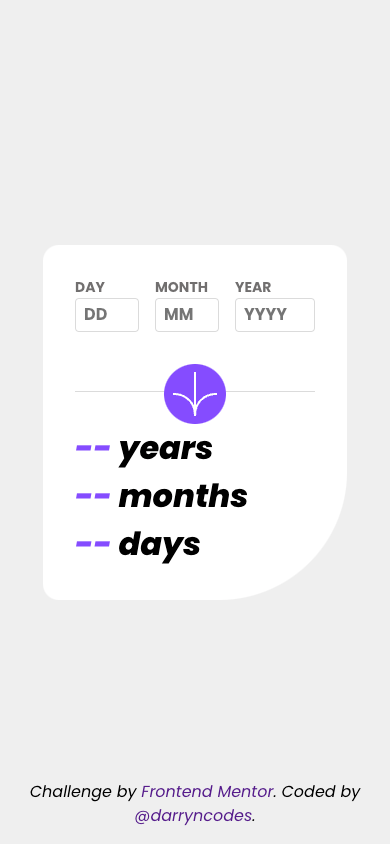 DAY MONTH YEAR
DD MM YYYY
-- years
-- months
-- days
Challenge by Frontend Mentor. Coded by
@darryncodes.